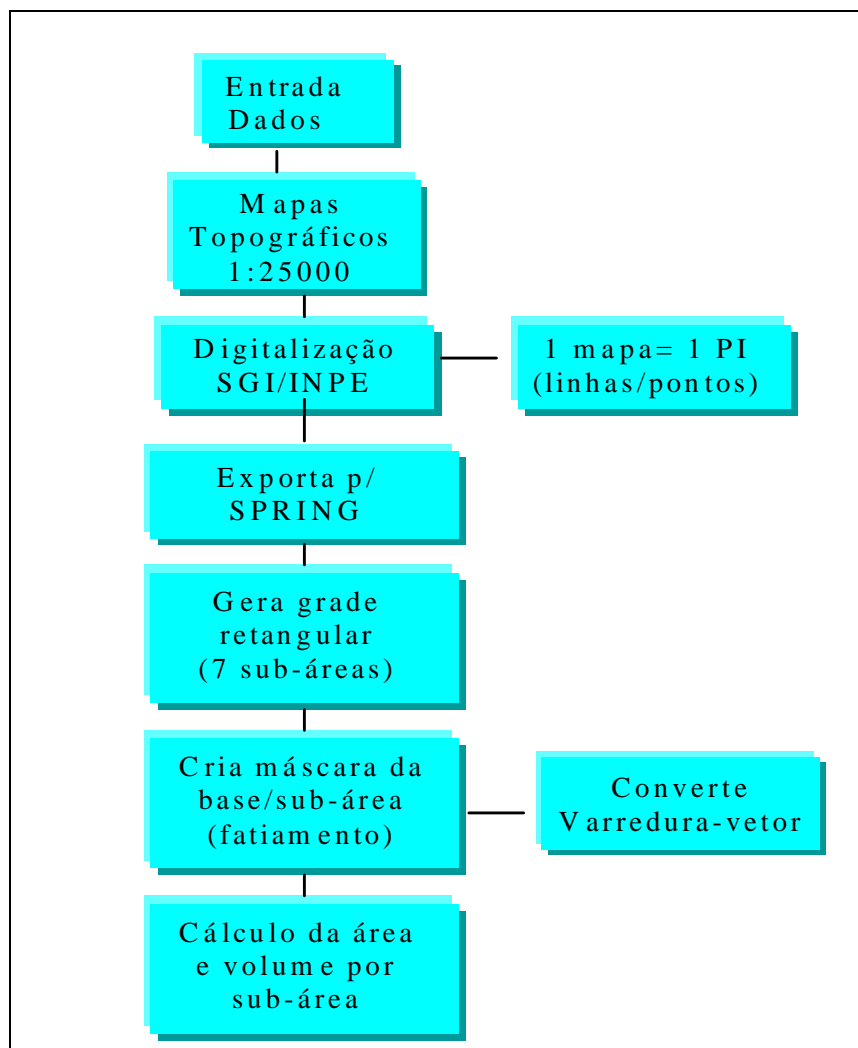 Entrada
Dados
Mapas
Topográficos
1:25000
Digitalização
SGI/INPE
1 mapa= 1 PI
(linhas/pontos)
Exporta p/
SPRING
Gera grade
retangular
(7 sub-áreas)
Cria máscara da
base/sub-área
(fatiamento)
Converte
Varredura-vetor
Cálculo da área
e volume por
sub-área